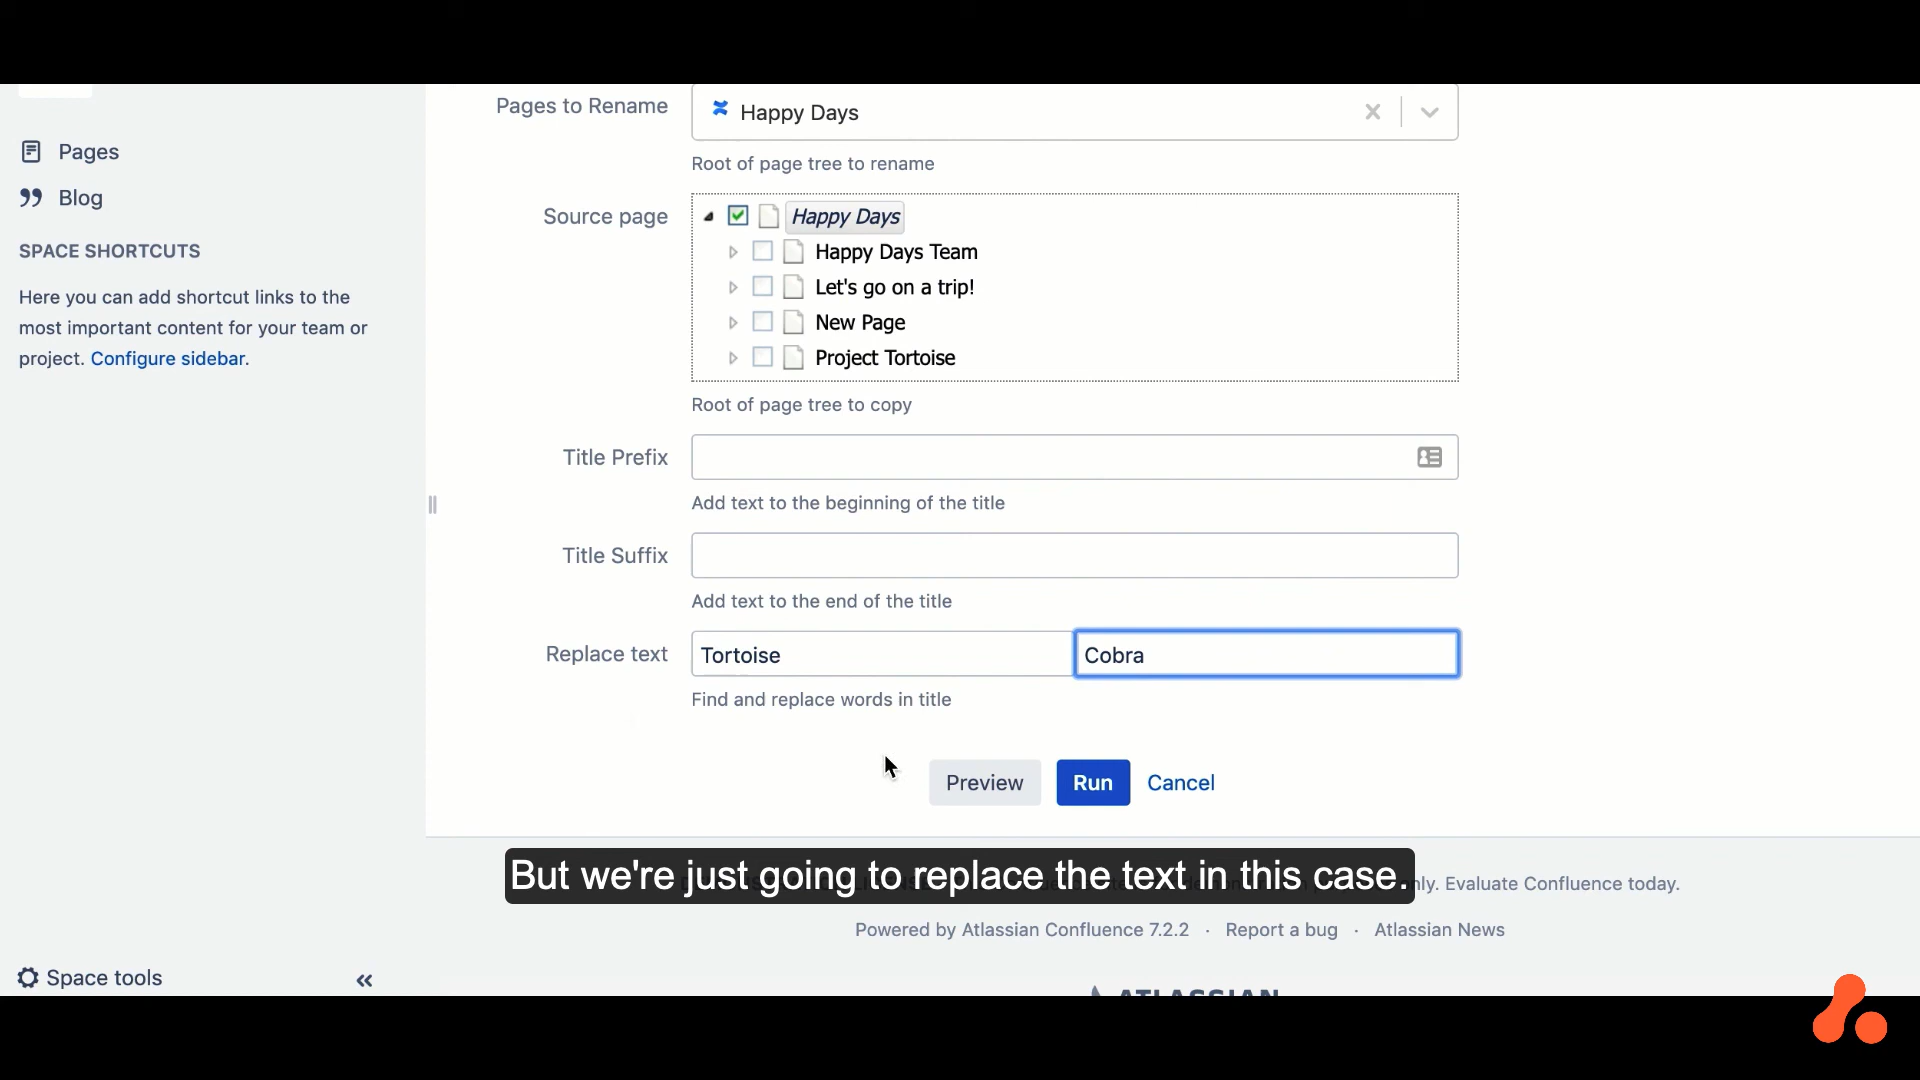 Pages to Rename
Happy Days
Root of page tree to rename
Pages
Blog
SPACE SHORTCUTS
Here you can add shortcut links to the
most important content for your team or
project. Configure sidebar.
Source page
Happy Days
Happy Days Team
Let's go on a trip!
New Page
Project Tortoise
Root of page tree to copy
Title Prefix
Add text to the beginning of the title
Title Suffix
Add text to the end of the title
Replace text
Tortoise
Cobra
Find and replace words in title
Preview
Run
Cancel
But we're just going to replace the text in this case.
nly. Evaluate Confluence today.
Powered by Atlassian Confluence 7.2.2 · Report a bug · Atlassian News
Space tools
ATLASSIAN